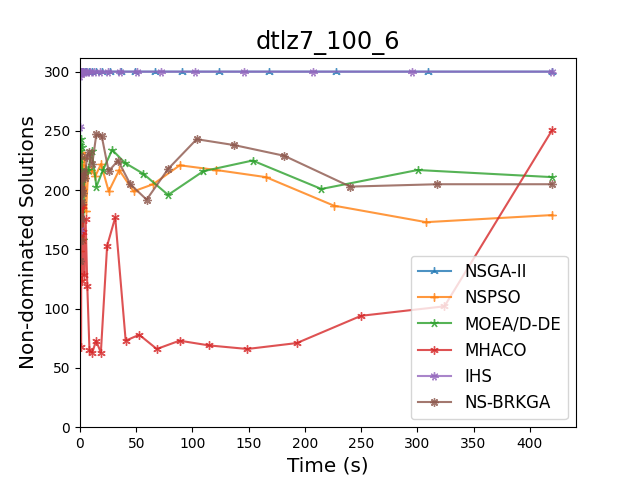 dtlz7_100_6
Non-dominated Solutions
300
250
200
150
100
50
0
0 50 100 150 200 250 300 350 400
Time (s)
NSGA-II
NSPSO
MOEA/D-DE
MHACO
IHS
NS-BRKGA